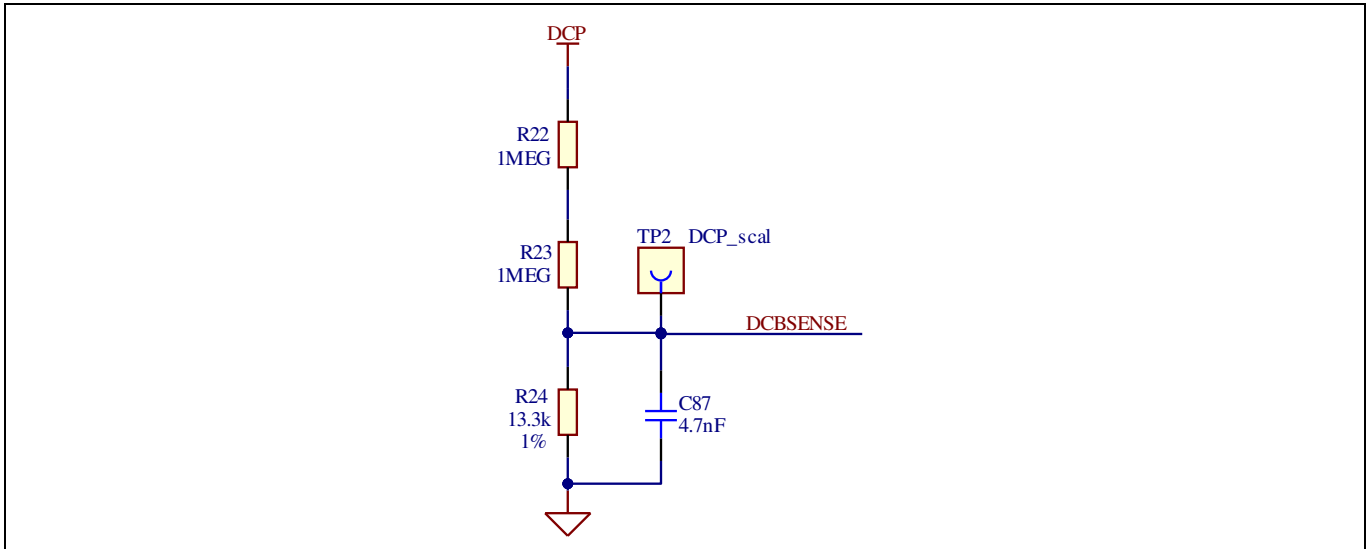 DCP
R22
1MEG
R23
1MEG
TP2 DCP_scal
DCBSENSE
R24
13.3k
1%
C87
4.7nF